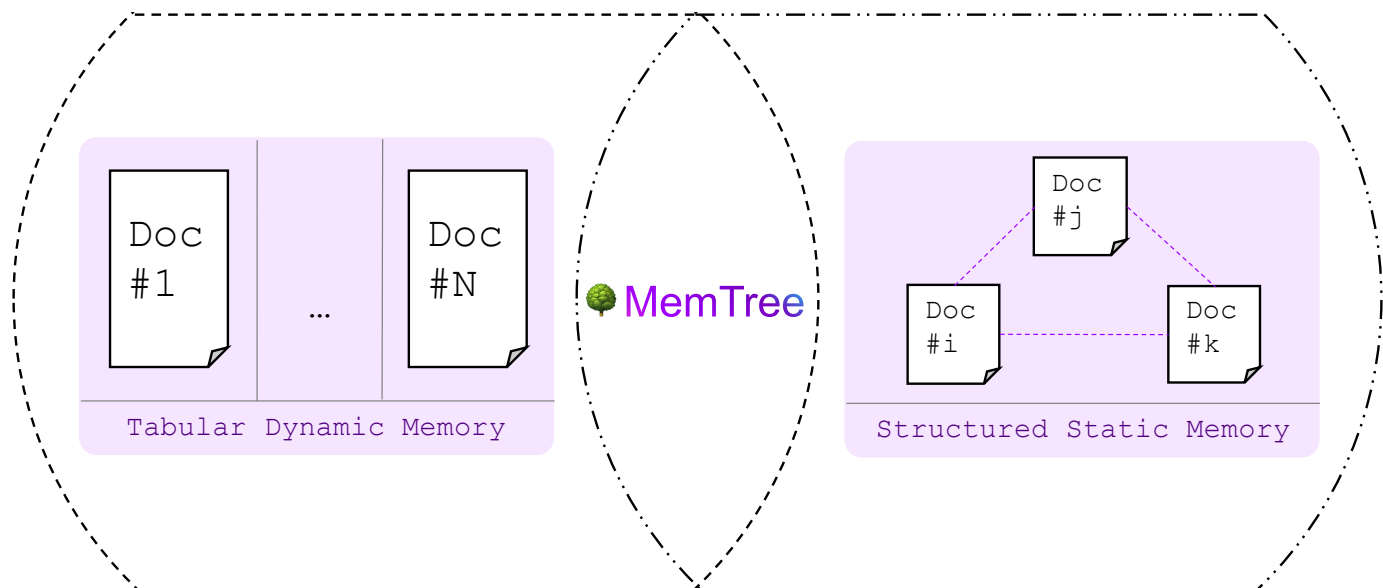 Doc
#1
…
Doc
#N
Tabular Dynamic Memory
MemTree
Doc
#j
Doc
#i
Doc
#k
Structured Static Memory